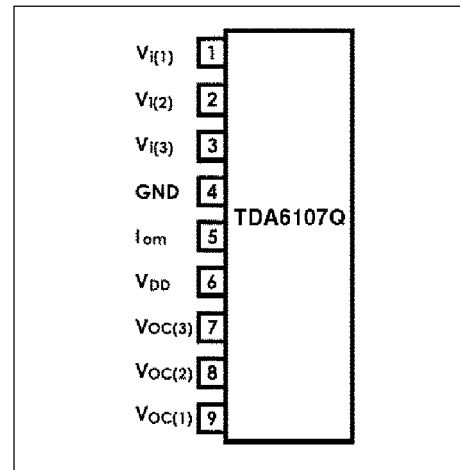 Vi(1) 1
Vi(2) 2
Vi(3) 3
GND 4
TDA6107Q
Iom 5
VDD 6
VOC(3) 7
VOC(2) 8
VOC(1) 9